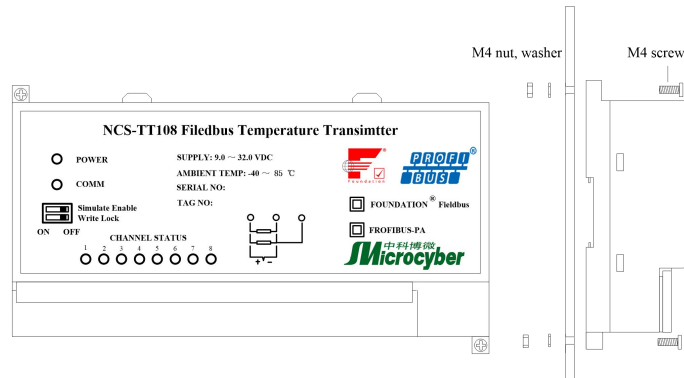 M4 nut, washer
M4 screw
NCS-TT108 Filedbus Temperature Transimtter
POWER
COMM
Simulate Enable
Write Lock
ON OFF
SUPPLY: 9.0 ～ 32.0 VDC
AMBIENT TEMP: -40 ～ 85 ℃
SERIAL NO:
TAG NO:
CHANNEL STATUS
1 2 3 4 5 6 7 8
+ -
Foundation
PROFI®
BUS
FOUNDATION® Fieldbus
FROFIBUS-PA
中科博微
Microcyber